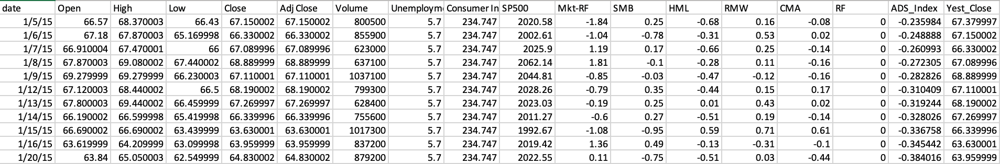 date Open High Low Close Adj Close Volume Unemploym Consumer In SP500 Mkt-RF SMB HML RMW CMA RF ADS_Index Yest_Close
1/5/15 66.57 68.370003 66.43 67.150002 67.150002 800500 5.7 234.747 2020.58 -1.84 0.25 -0.68 0.16 -0.08 0 -0.235984 67.379997
1/6/15 67.18 67.870003 65.169998 66.330002 66.330002 855900 5.7 234.747 2002.61 -1.04 -0.78 -0.31 0.53 0.02 0 -0.248888 67.150002
1/7/15 66.910004 67.470001 66 67.089996 67.089996 623000 5.7 234.747 2025.9 1.19 0.17 -0.66 0.25 -0.14 0 -0.260993 66.330002
1/8/15 67.870003 69.080002 67.440002 68.889999 68.889999 637100 5.7 234.747 2062.14 1.81 -0.1 -0.28 0.11 -0.16 0 -0.272305 67.089996
1/9/15 69.279999 69.279999 66.230003 67.110001 67.110001 1037100 5.7 234.747 2044.81 -0.85 -0.03 -0.47 -0.12 -0.16 0 -0.282826 68.889999
1/12/15 67.120003 68.440002 66.5 68.190002 68.190002 799300 5.7 234.747 2028.26 -0.79 0.35 -0.44 0.15 0.17 0 -0.310409 67.110001
1/13/15 67.800003 69.440002 66.459999 67.269997 67.269997 628400 5.7 234.747 2023.03 -0.19 0.25 0.01 0.43 0.02 0 -0.319244 68.190002
1/14/15 66.190002 66.599998 65.419998 66.339996 66.339996 755600 5.7 234.747 2011.27 -0.6 0.27 -0.51 0.19 -0.14 0 -0.328026 67.269997
1/15/15 66.690002 66.690002 63.439999 63.630001 63.630001 1017300 5.7 234.747 1992.67 -1.08 -0.95 0.59 0.71 0.61 0 -0.336758 66.339996
1/16/15 63.619999 64.209999 63.099998 63.959999 63.959999 837200 5.7 234.747 2019.42 1.36 0.49 -0.13 -0.31 -0.1 0 -0.345442 63.630001
1/20/15 63.84 65.050003 62.549999 64.830002 64.830002 879200 5.7 234.747 2022.55 0.11 -0.75 -0.51 0.03 -0.44 0 -0.384016 63.959999